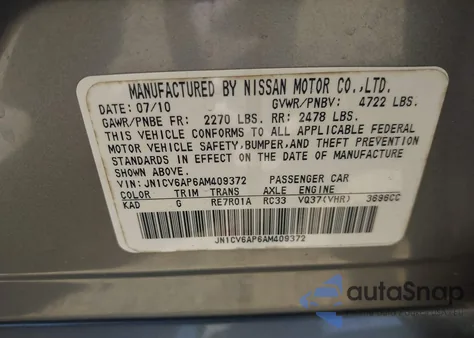 MANUFACTURED BY NISSAN MOTOR CO.,LTD.
DATE: 07/10 GVWR/PNBV: 4722 LBS.
GAWR/PNBE FR: 2270 LBS. RR: 2478 LBS.
THIS VEHICLE CONFORMS TO ALL APPLICABLE FEDERAL
MOTOR VEHICLE SAFETY, BUMPER, AND THEFT PREVENTION
STANDARDS IN EFFECT ON THE DATE OF MANUFACTURE
SHOWN ABOVE.
VIN: JN1CV6AP6AM409372 PASSENGER CAR
COLOR TRIM TRANS AXLE ENGINE
KAD G RE7R01A RC33 VQ37(VHR) 3696CC
JN1CV6AP6AM409372
autoSnap